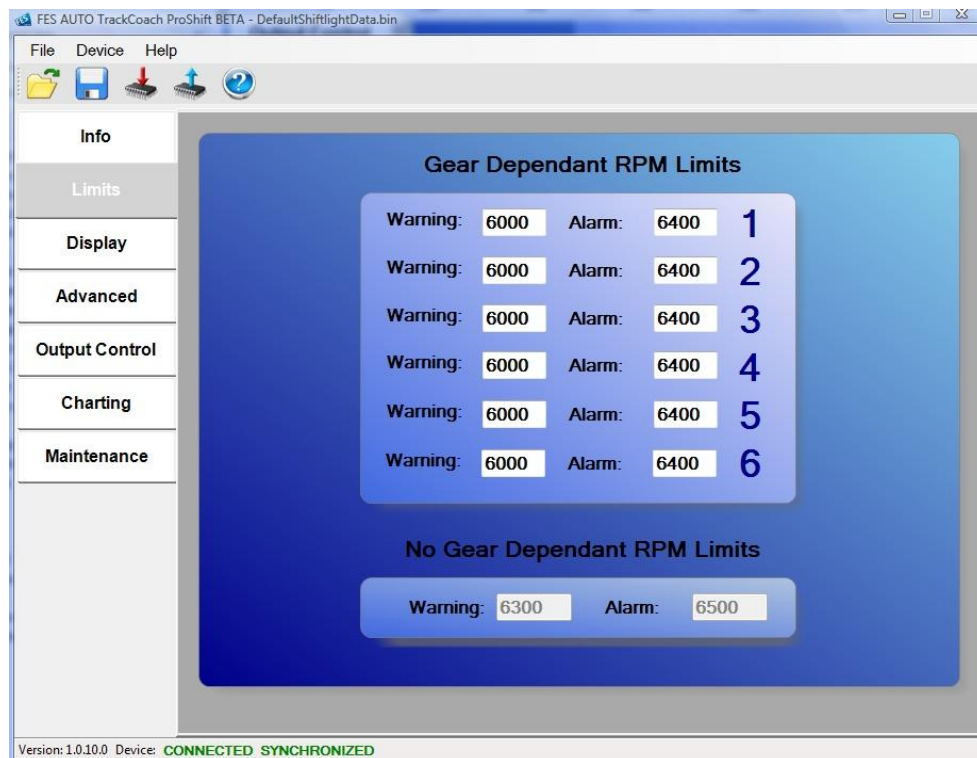 FES AUTO TrackCoach ProShift BETA - DefaultShiftlightData.bin
File Device Help
Info
Limits
Display
Advanced
Output Control
Charting
Maintenance
Gear Dependant RPM Limits
Warning: 6000 Alarm: 6400 1
Warning: 6000 Alarm: 6400 2
Warning: 6000 Alarm: 6400 3
Warning: 6000 Alarm: 6400 4
Warning: 6000 Alarm: 6400 5
Warning: 6000 Alarm: 6400 6
No Gear Dependant RPM Limits
Warning: 6300 Alarm: 6500
Version: 1.0.10.0 Device: CONNECTED SYNCHRONIZED